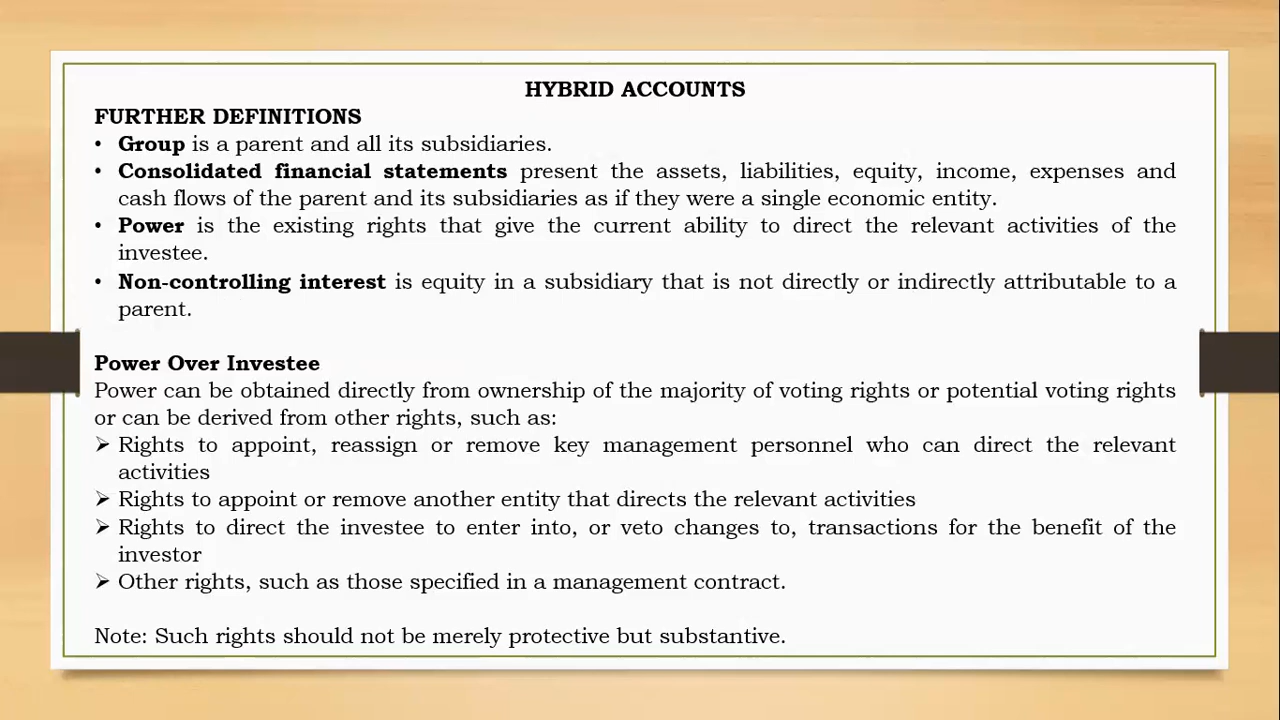 HYBRID ACCOUNTS
FURTHER DEFINITIONS
• Group is a parent and all its subsidiaries.
• Consolidated financial statements present the assets, liabilities, equity, income, expenses and
cash flows of the parent and its subsidiaries as if they were a single economic entity.
• Power is the existing rights that give the current ability to direct the relevant activities of the
investee.
• Non-controlling interest is equity in a subsidiary that is not directly or indirectly attributable to a
parent.
Power Over Investee
Power can be obtained directly from ownership of the majority of voting rights or potential voting rights
or can be derived from other rights, such as:
➢ Rights to appoint, reassign or remove key management personnel who can direct the relevant
activities
➢ Rights to appoint or remove another entity that directs the relevant activities
➢ Rights to direct the investee to enter into, or veto changes to, transactions for the benefit of the
investor
➢ Other rights, such as those specified in a management contract.
Note: Such rights should not be merely protective but substantive.